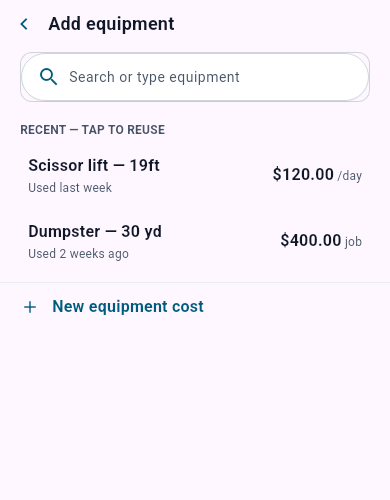 Add equipment
Search or type equipment
RECENT — TAP TO REUSE
Scissor lift — 19ft
$120.00 /day
Used last week
Dumpster — 30 yd
$400.00 job
Used 2 weeks ago
New equipment cost